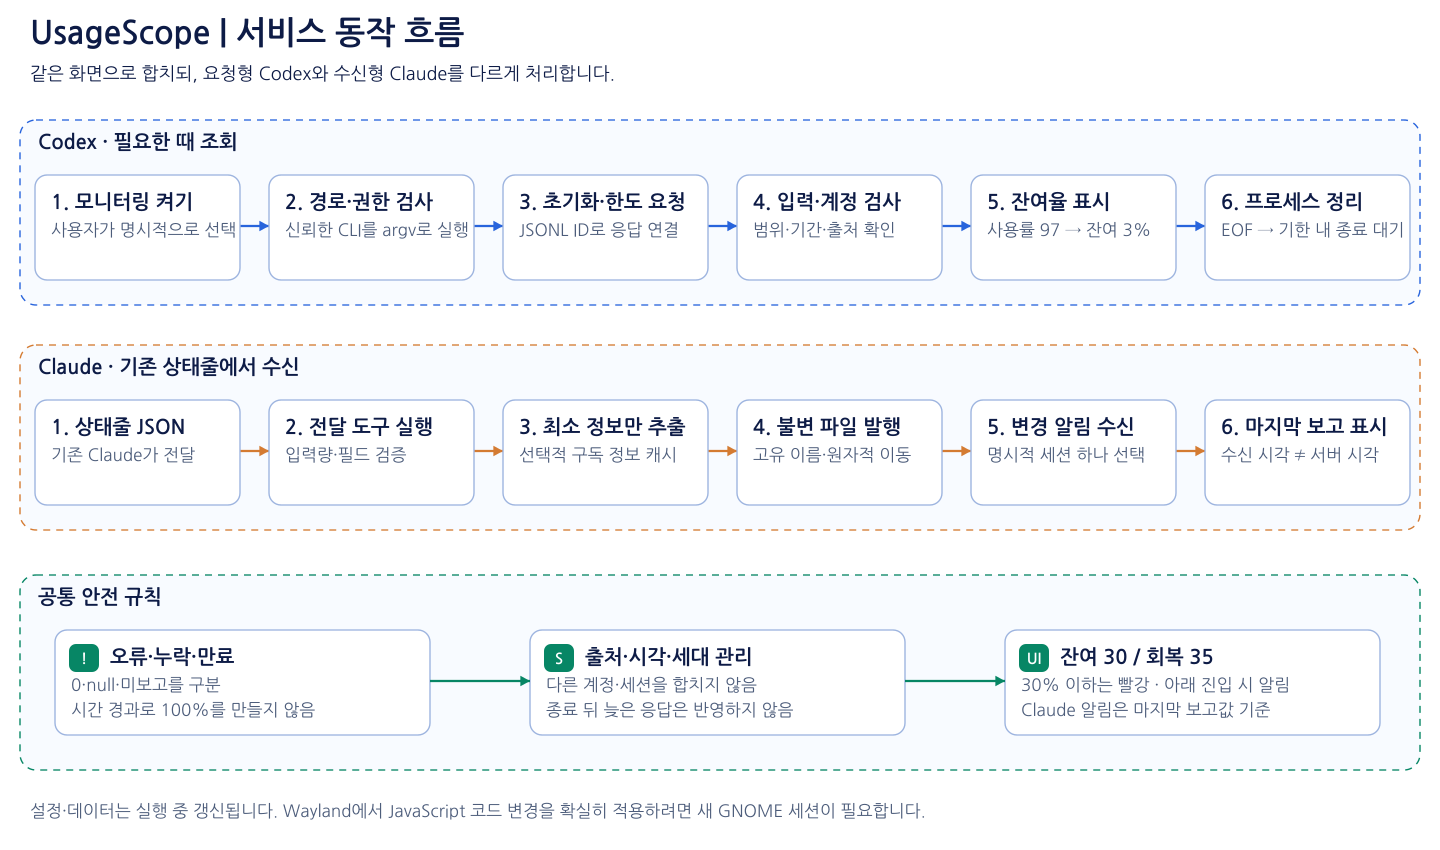 UsageScope | 서비스 동작 흐름
같은 화면으로 합치되, 요청형 Codex와 수신형 Claude를 다르게 처리합니다.
Codex · 필요한 때 조회
1. 모니터링 켜기
사용자가 명시적으로 선택
2. 경로·권한 검사
신뢰한 CLI를 argv로 실행
3. 초기화·한도 요청
JSONL ID로 응답 연결
4. 입력·계정 검사
범위·기간·출처 확인
5. 잔여율 표시
사용률 97 → 잔여 3%
6. 프로세스 정리
EOF → 기한 내 종료 대기
Claude · 기존 상태줄에서 수신
1. 상태줄 JSON
기존 Claude가 전달
2. 전달 도구 실행
입력량·필드 검증
3. 최소 정보만 추출
선택적 구독 정보 캐시
4. 불변 파일 발행
고유 이름·원자적 이동
5. 변경 알림 수신
명시적 세션 하나 선택
6. 마지막 보고 표시
수신 시각 ≠ 서버 시각
공통 안전 규칙
! 오류·누락·만료
0·null·미보고를 구분
시간 경과로 100%를 만들지 않음
S 출처·시각·세대 관리
다른 계정·세션을 합치지 않음
종료 뒤 늦은 응답은 반영하지 않음
UI 잔여 30 / 회복 35
30% 이하는 빨강 · 아래 진입 시 알림
Claude 알림은 마지막 보고값 기준
설정·데이터는 실행 중 갱신됩니다. Wayland에서 JavaScript 코드 변경을 확실히 적용하려면 새 GNOME 세션이 필요합니다.